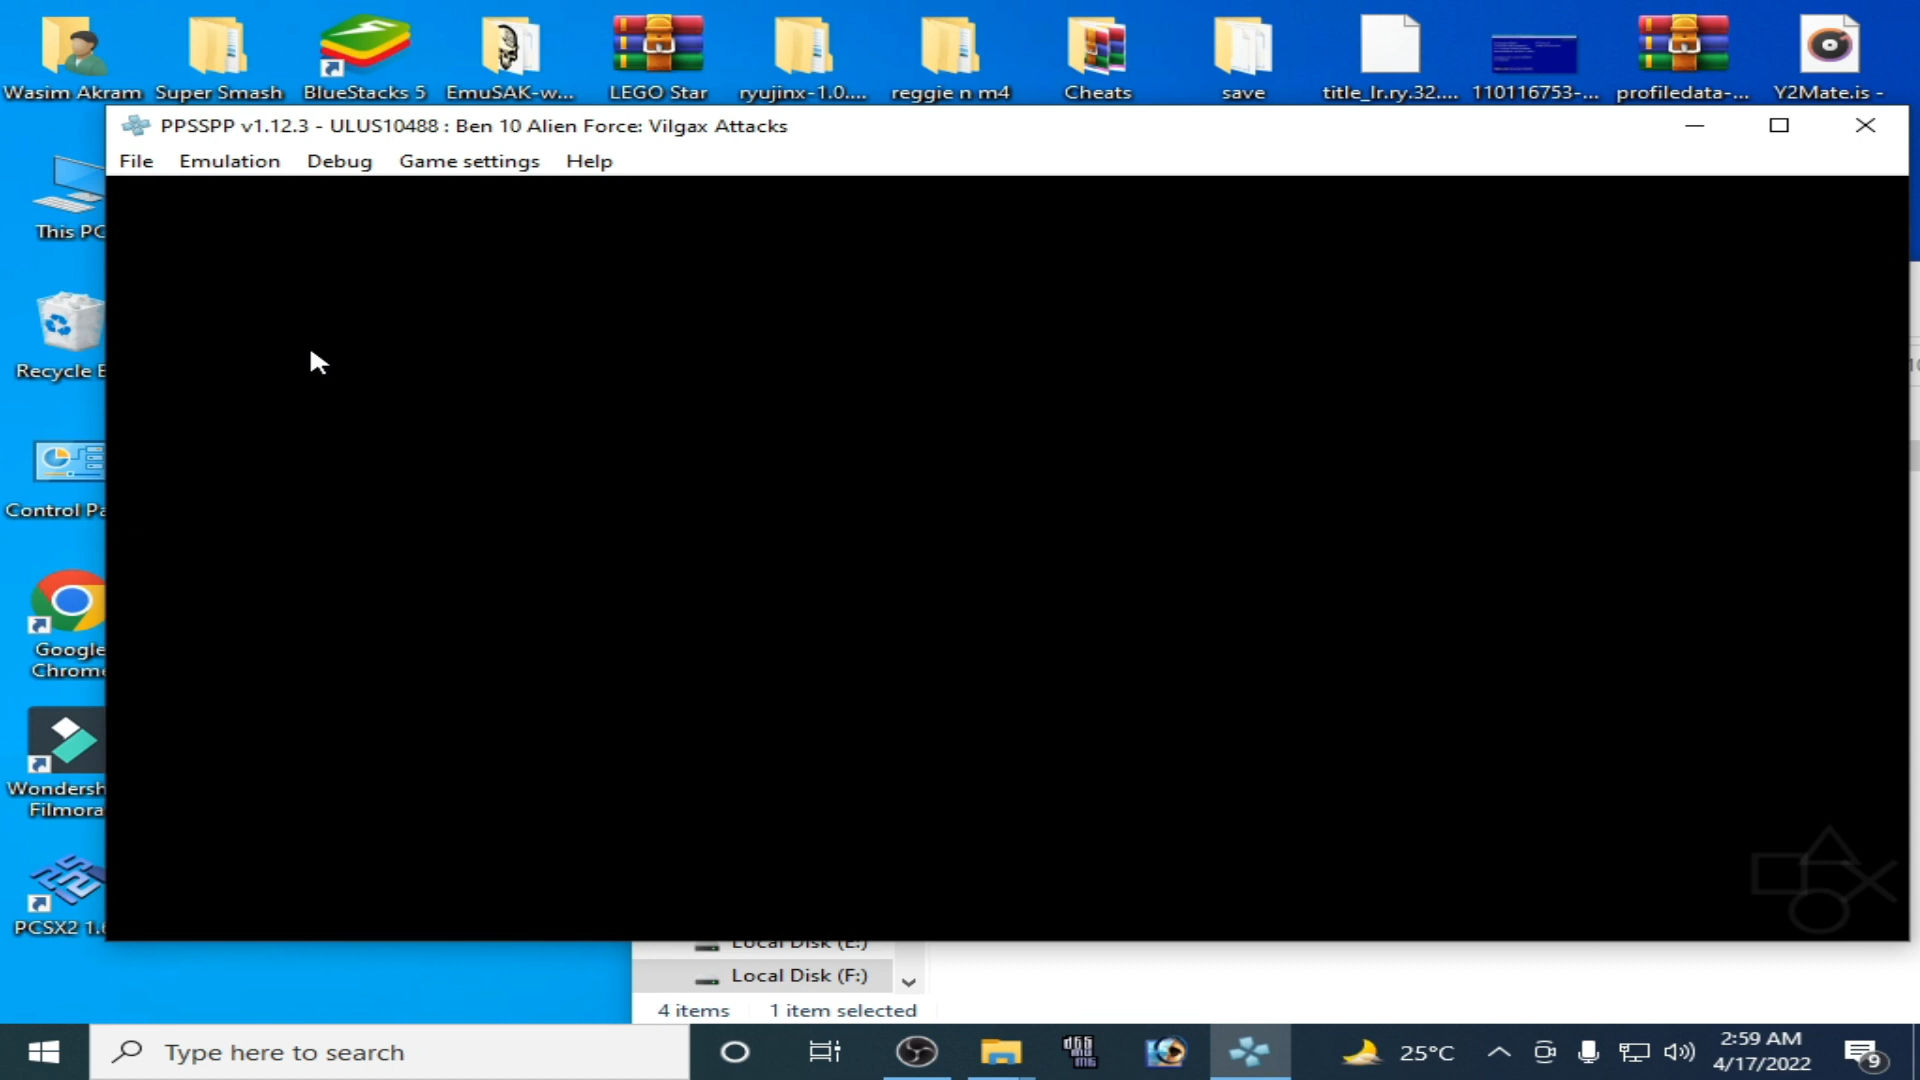 Wasim Akram
Super Smash
BlueStacks 5
EmuSAK-w...
LEGO Star
ryujinx-1.0....
reggie n m4
Cheats
save
title_lr.ry.32....
110116753-...
profiledata-...
Y2Mate.is -
PPSSPP v1.12.3 - ULUS10488 : Ben 10 Alien Force: Vilgax Attacks
File Emulation Debug Game settings Help
This PC
Recycle
Control Pa
Google
Chrome
Wondersh
Filmora
PCSX2 1.6
Local Disk (E:)
Local Disk (F:)
4 items 1 item selected
Type here to search
25°C
2:59 AM
4/17/2022
9